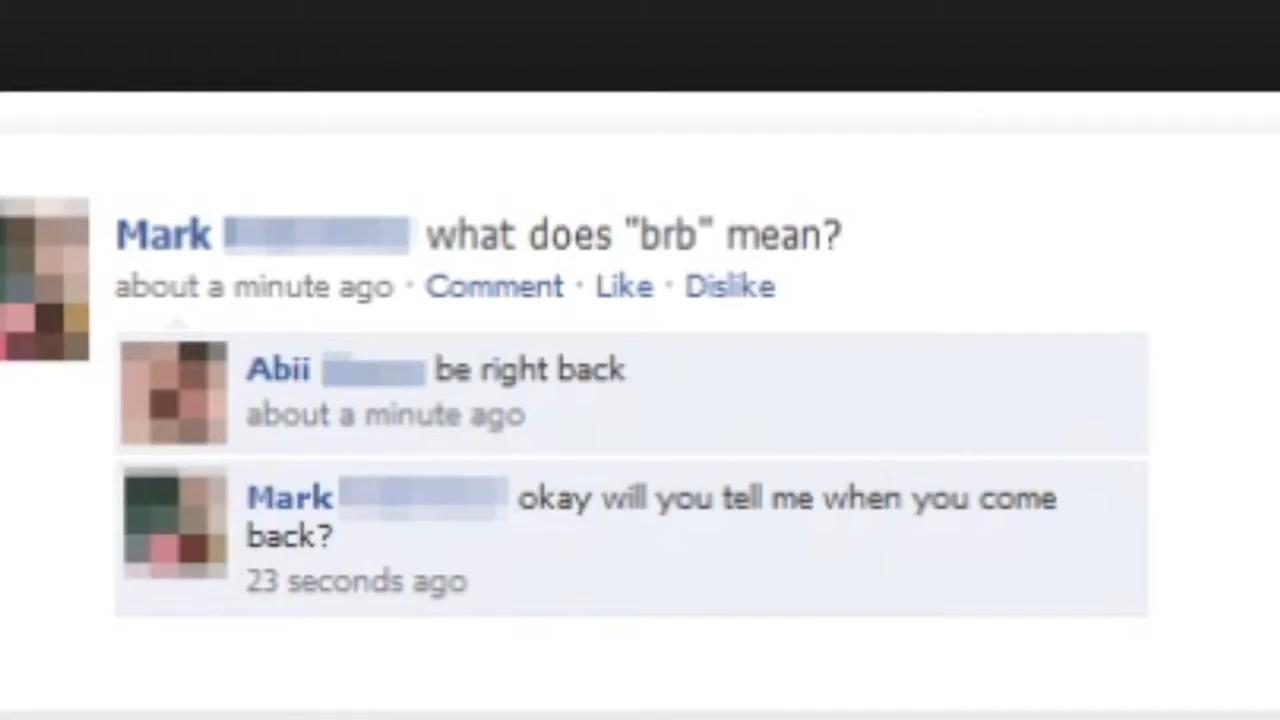 Mark what does "brb" mean?
about a minute ago · Comment · Like · Dislike
Abii be right back
about a minute ago
Mark okay will you tell me when you come
back?
23 seconds ago